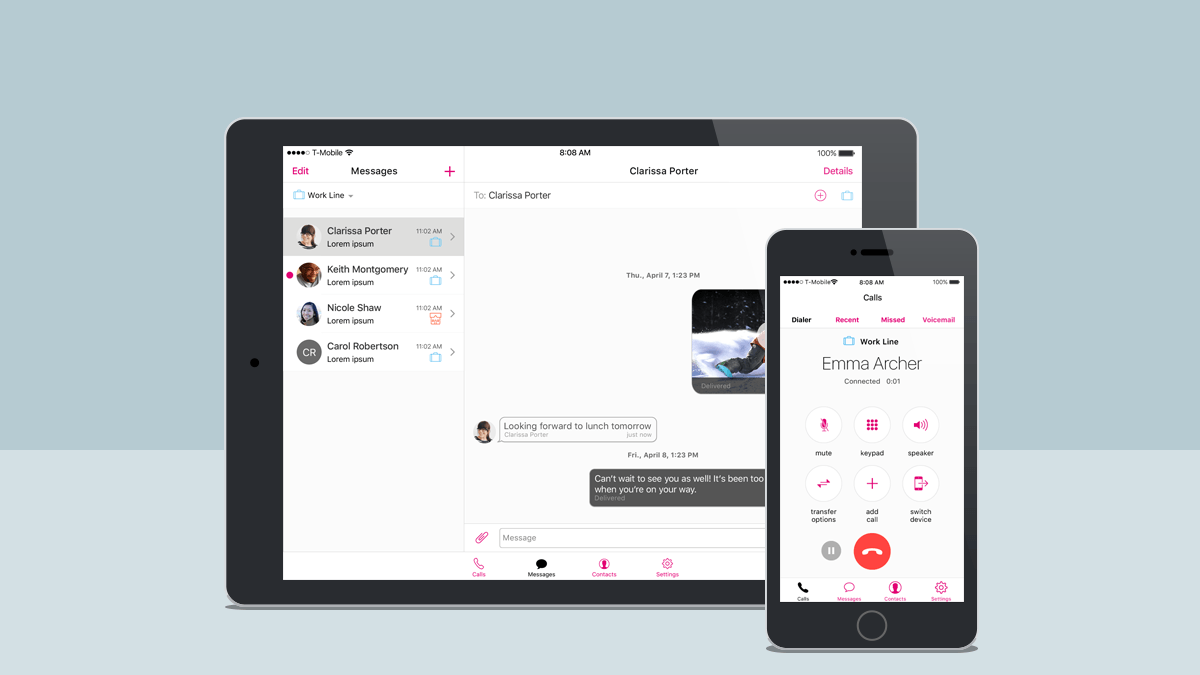 T-Mobile
8:08 AM
100%
Edit
Messages
+
Clarissa Porter
Details
Work Line
To: Clarissa Porter
Clarissa Porter
11:02 AM
Lorem ipsum
Keith Montgomery
11:02 AM
Lorem ipsum
Nicole Shaw
11:02 AM
Lorem ipsum
CR
Carol Robertson
11:02 AM
Lorem ipsum
Thu., April 7, 1:23 PM
Delivered
Looking forward to lunch tomorrow
Clarissa Porter just now
Fri., April 8, 1:23 PM
Can't wait to see you as well! It's been too
when you're on your way.
Delivered
Message
Calls
Messages
Contacts
Settings
T-Mobile
8:08 AM
100%
Calls
Dialer
Recent
Missed
Voicemail
Work Line
Emma Archer
Connected 0:01
mute
keypad
speaker
transfer
options
add
call
switch
device
Calls
Messages
Contacts
Settings